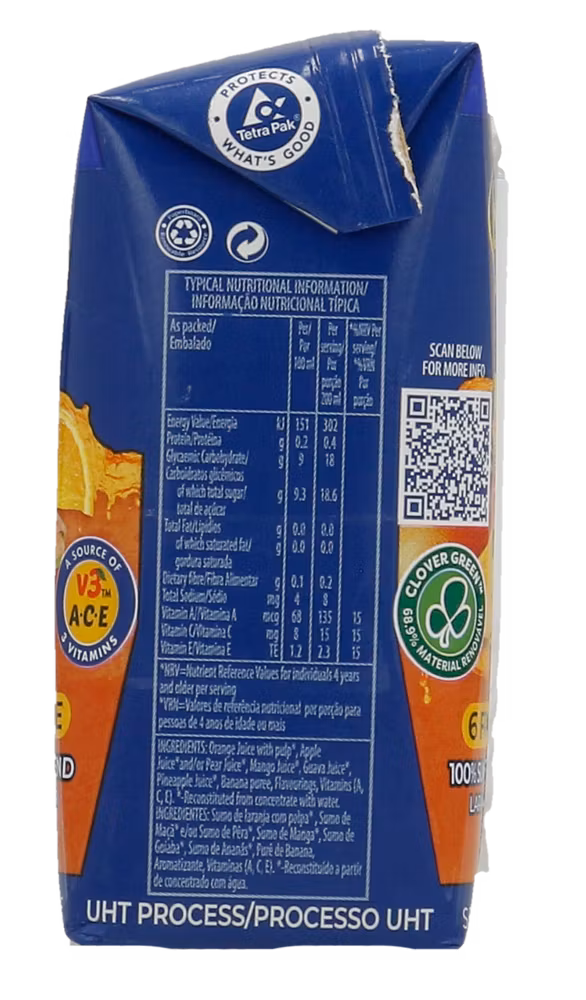 PROTECTS
Tetra Pak®
WHAT'S GOOD
TYPICAL NUTRITIONAL INFORMATION/
INFORMAÇÃO NUTRICIONAL TÍPICA
As packed/ Per/ Per *%NRV Per
Embalado Por serving/ serving/
100 ml Por *%VRN
porção Por
200 ml porção
Energy Value/Energia kJ 151 302
Protein/Proteína g 0.2 0.4
Glycaemic Carbohydrate/ g 9 18
Carboidratos glicémicos
of which total sugar/ g 9.3 18.6
total de açúcar
Total Fat/Lipídios g 0.0 0.0
of which saturated fat/ g 0.0 0.0
gordura saturada
Dietary fibre/Fibra Alimentar g 0.1 0.2
Total Sodium/Sódio mg 4 8
Vitamin A/Vitamina A mcg 68 135 15
Vitamin C/Vitamina C mg 8 15 15
Vitamin E/Vitamina E TE 1.2 2.3 15
*NRV=Nutrient Reference Values for individuals 4 years
and older per serving
*VRN=Valores de referência nutricional por porção para
pessoas de 4 anos de idade ou mais
INGREDIENTS: Orange Juice with pulp*, Apple
Juice*and/or Pear Juice*, Mango Juice*, Guava Juice*,
Pineapple Juice*, Banana puree, Flavourings, Vitamins (A,
C, E). *-Reconstituted from concentrate with water.
INGREDIENTES: Sumo de laranja com polpa*, Sumo de
Maçã* e/ou Sumo de Pêra*, Sumo de Manga*, Sumo de
Goiaba*, Sumo de Ananás*, Puré de Banana,
Aromatizante, Vitaminas (A, C, E). *-Reconstituído a partir
de concentrado com água.
UHT PROCESS/PROCESSO UHT
SCAN BELOW
FOR MORE INFO
CLOVER GREEN™
68.9% MATERIAL RENOVÁVEL
A SOURCE OF
V3™
A·C·E
3 VITAMINS
E
ND
6 F
100% S
LA
S